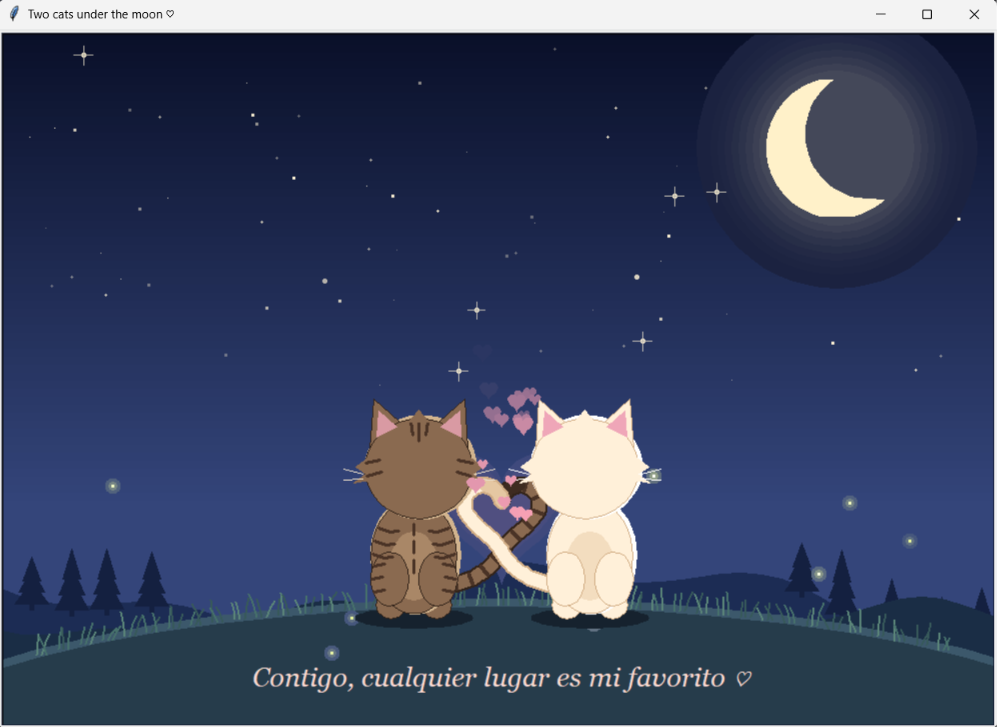 Two cats under the moon ♡
Contigo, cualquier lugar es mi favorito ♡